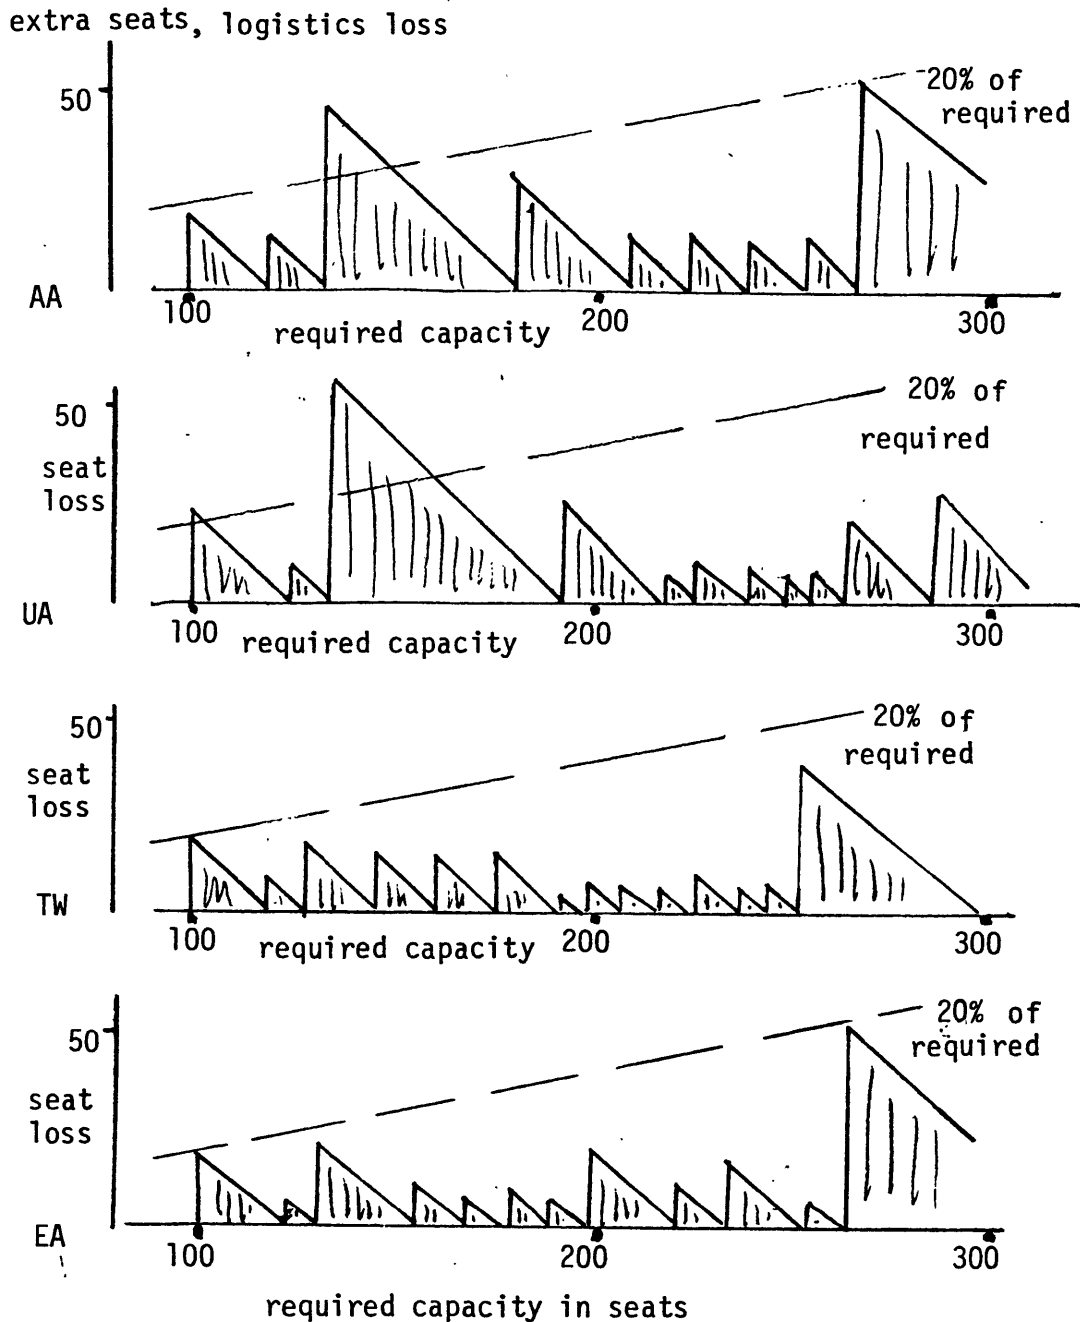 extra seats, logistics loss
50
20% of
required
AA
100
200
300
required capacity
50
seat
loss
20% of
required
UA
100
200
300
required capacity
50
seat
loss
20% of
required
TW
100
200
300
required capacity
50
seat
loss
20% of
required
EA
100
200
300
required capacity in seats